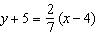 y + 5 = 2/7 (x − 4)